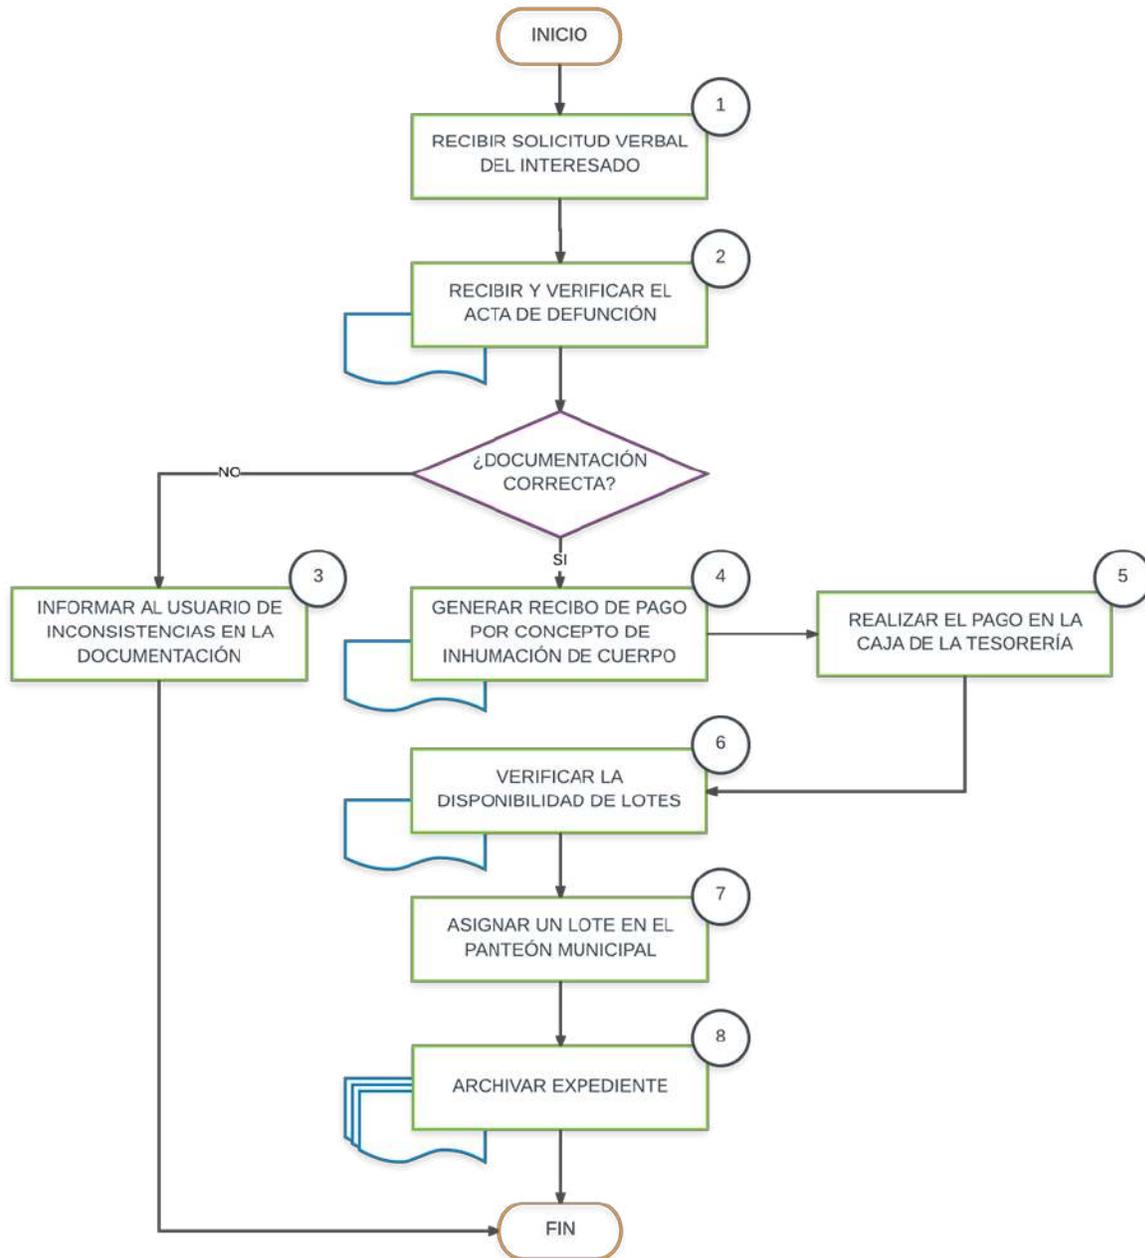 INICIO
1
RECIBIR SOLICITUD VERBAL
DEL INTERESADO
2
RECIBIR Y VERIFICAR EL
ACTA DE DEFUNCIÓN
¿DOCUMENTACIÓN
CORRECTA?
NO
SI
3
INFORMAR AL USUARIO DE
INCONSISTENCIAS EN LA
DOCUMENTACIÓN
4
GENERAR RECIBO DE PAGO
POR CONCEPTO DE
INHUMACIÓN DE CUERPO
5
REALIZAR EL PAGO EN LA
CAJA DE LA TESORERÍA
6
VERIFICAR LA
DISPONIBILIDAD DE LOTES
7
ASIGNAR UN LOTE EN EL
PANTEÓN MUNICIPAL
8
ARCHIVAR EXPEDIENTE
FIN